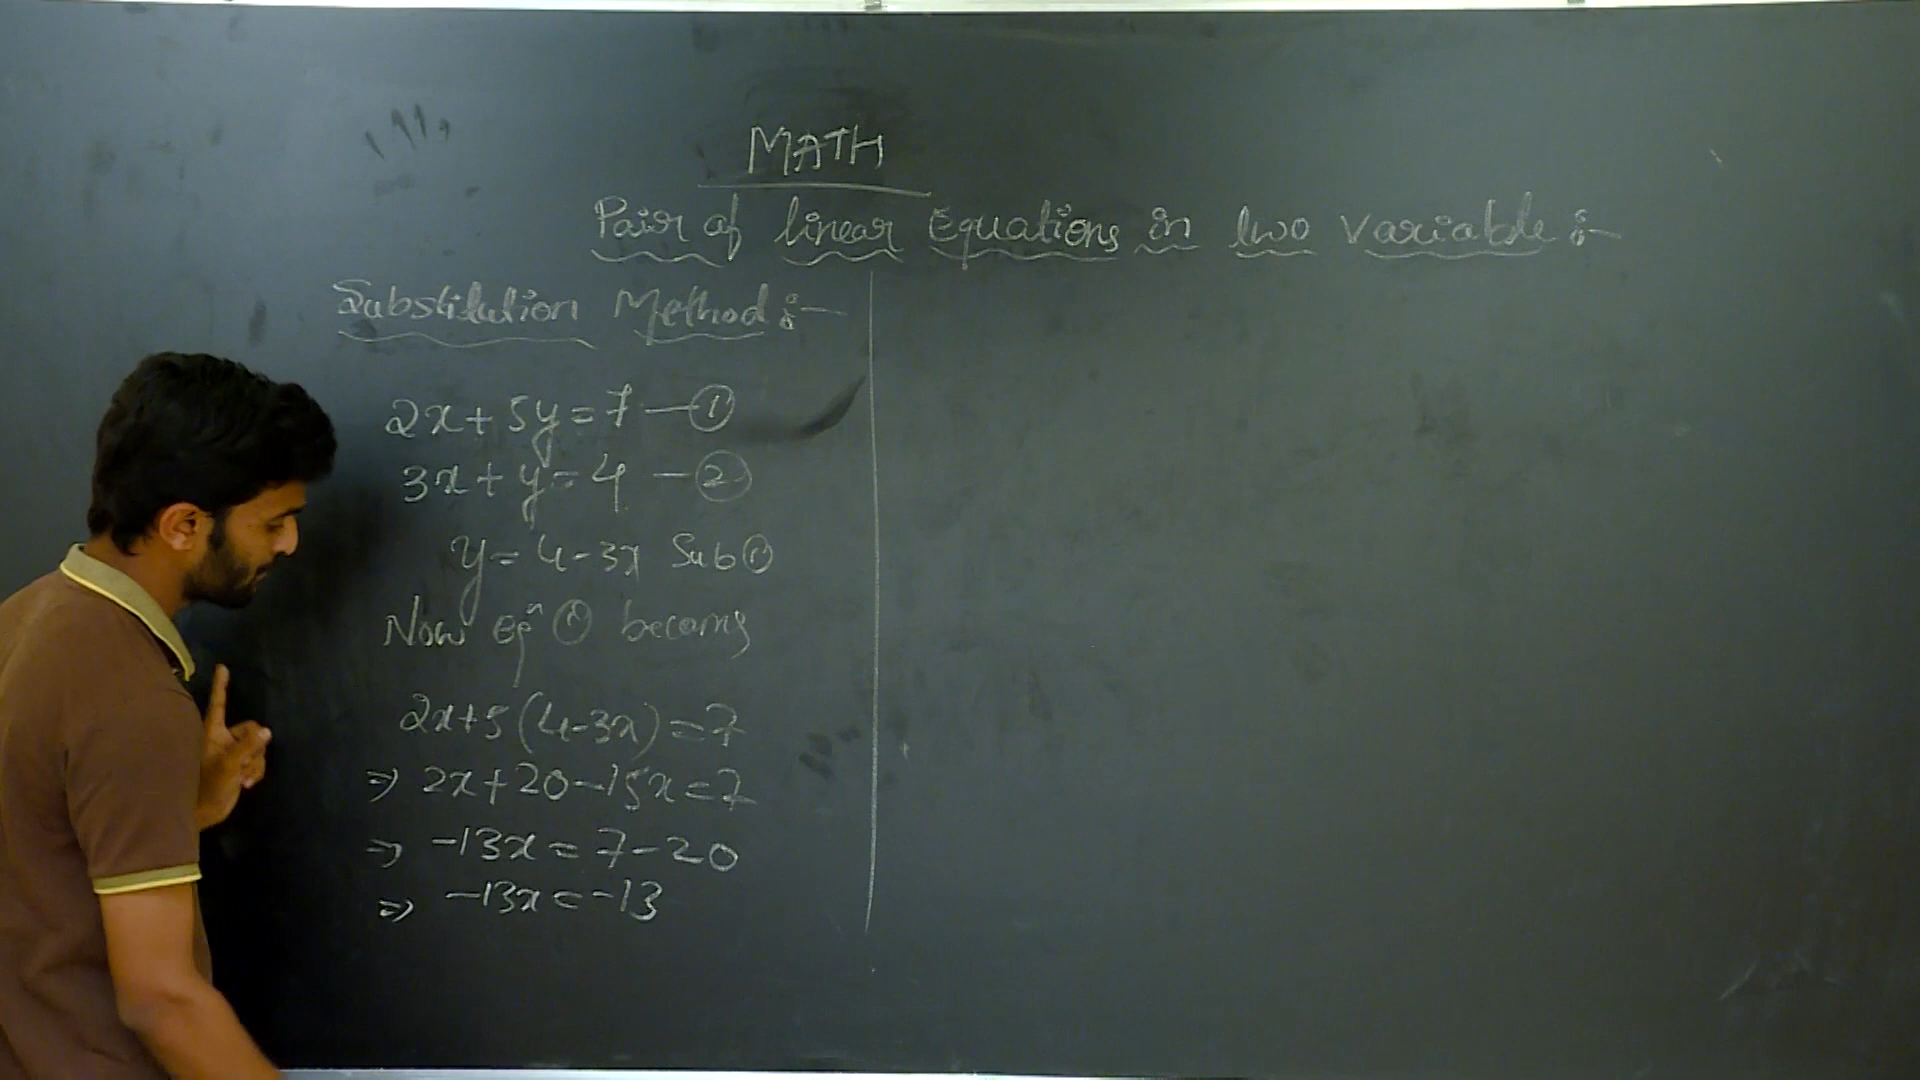 MATH
Pair of linear Equations in two Variable :-
Substitution Method :-
2x + 5y = 7 — ①
3x + y = 4 — ②
y = 4 - 3x Sub ①
Now eqⁿ ① becoms
2x+5(4-3x) = 7
⇒ 2x+20-15x=7
⇒ -13x = 7-20
⇒ -13x = -13